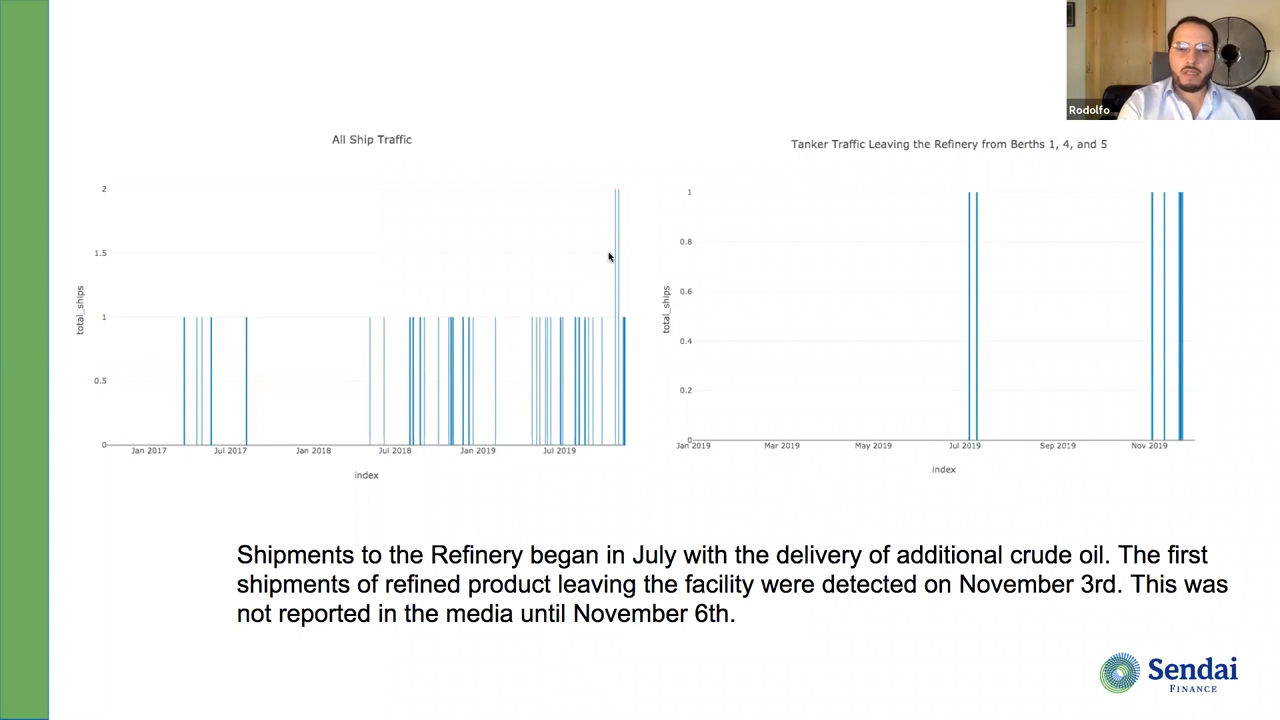 Rodolfo
All Ship Traffic
2
1.5
1
0.5
0
total_ships
Jan 2017 Jul 2017 Jan 2018 Jul 2018 Jan 2019 Jul 2019
index
Tanker Traffic Leaving the Refinery from Berths 1, 4, and 5
1
0.8
0.6
0.4
0.2
0
total_ships
Jan 2019 Mar 2019 May 2019 Jul 2019 Sep 2019 Nov 2019
index
Shipments to the Refinery began in July with the delivery of additional crude oil. The first
shipments of refined product leaving the facility were detected on November 3rd. This was
not reported in the media until November 6th.
Sendai
FINANCE